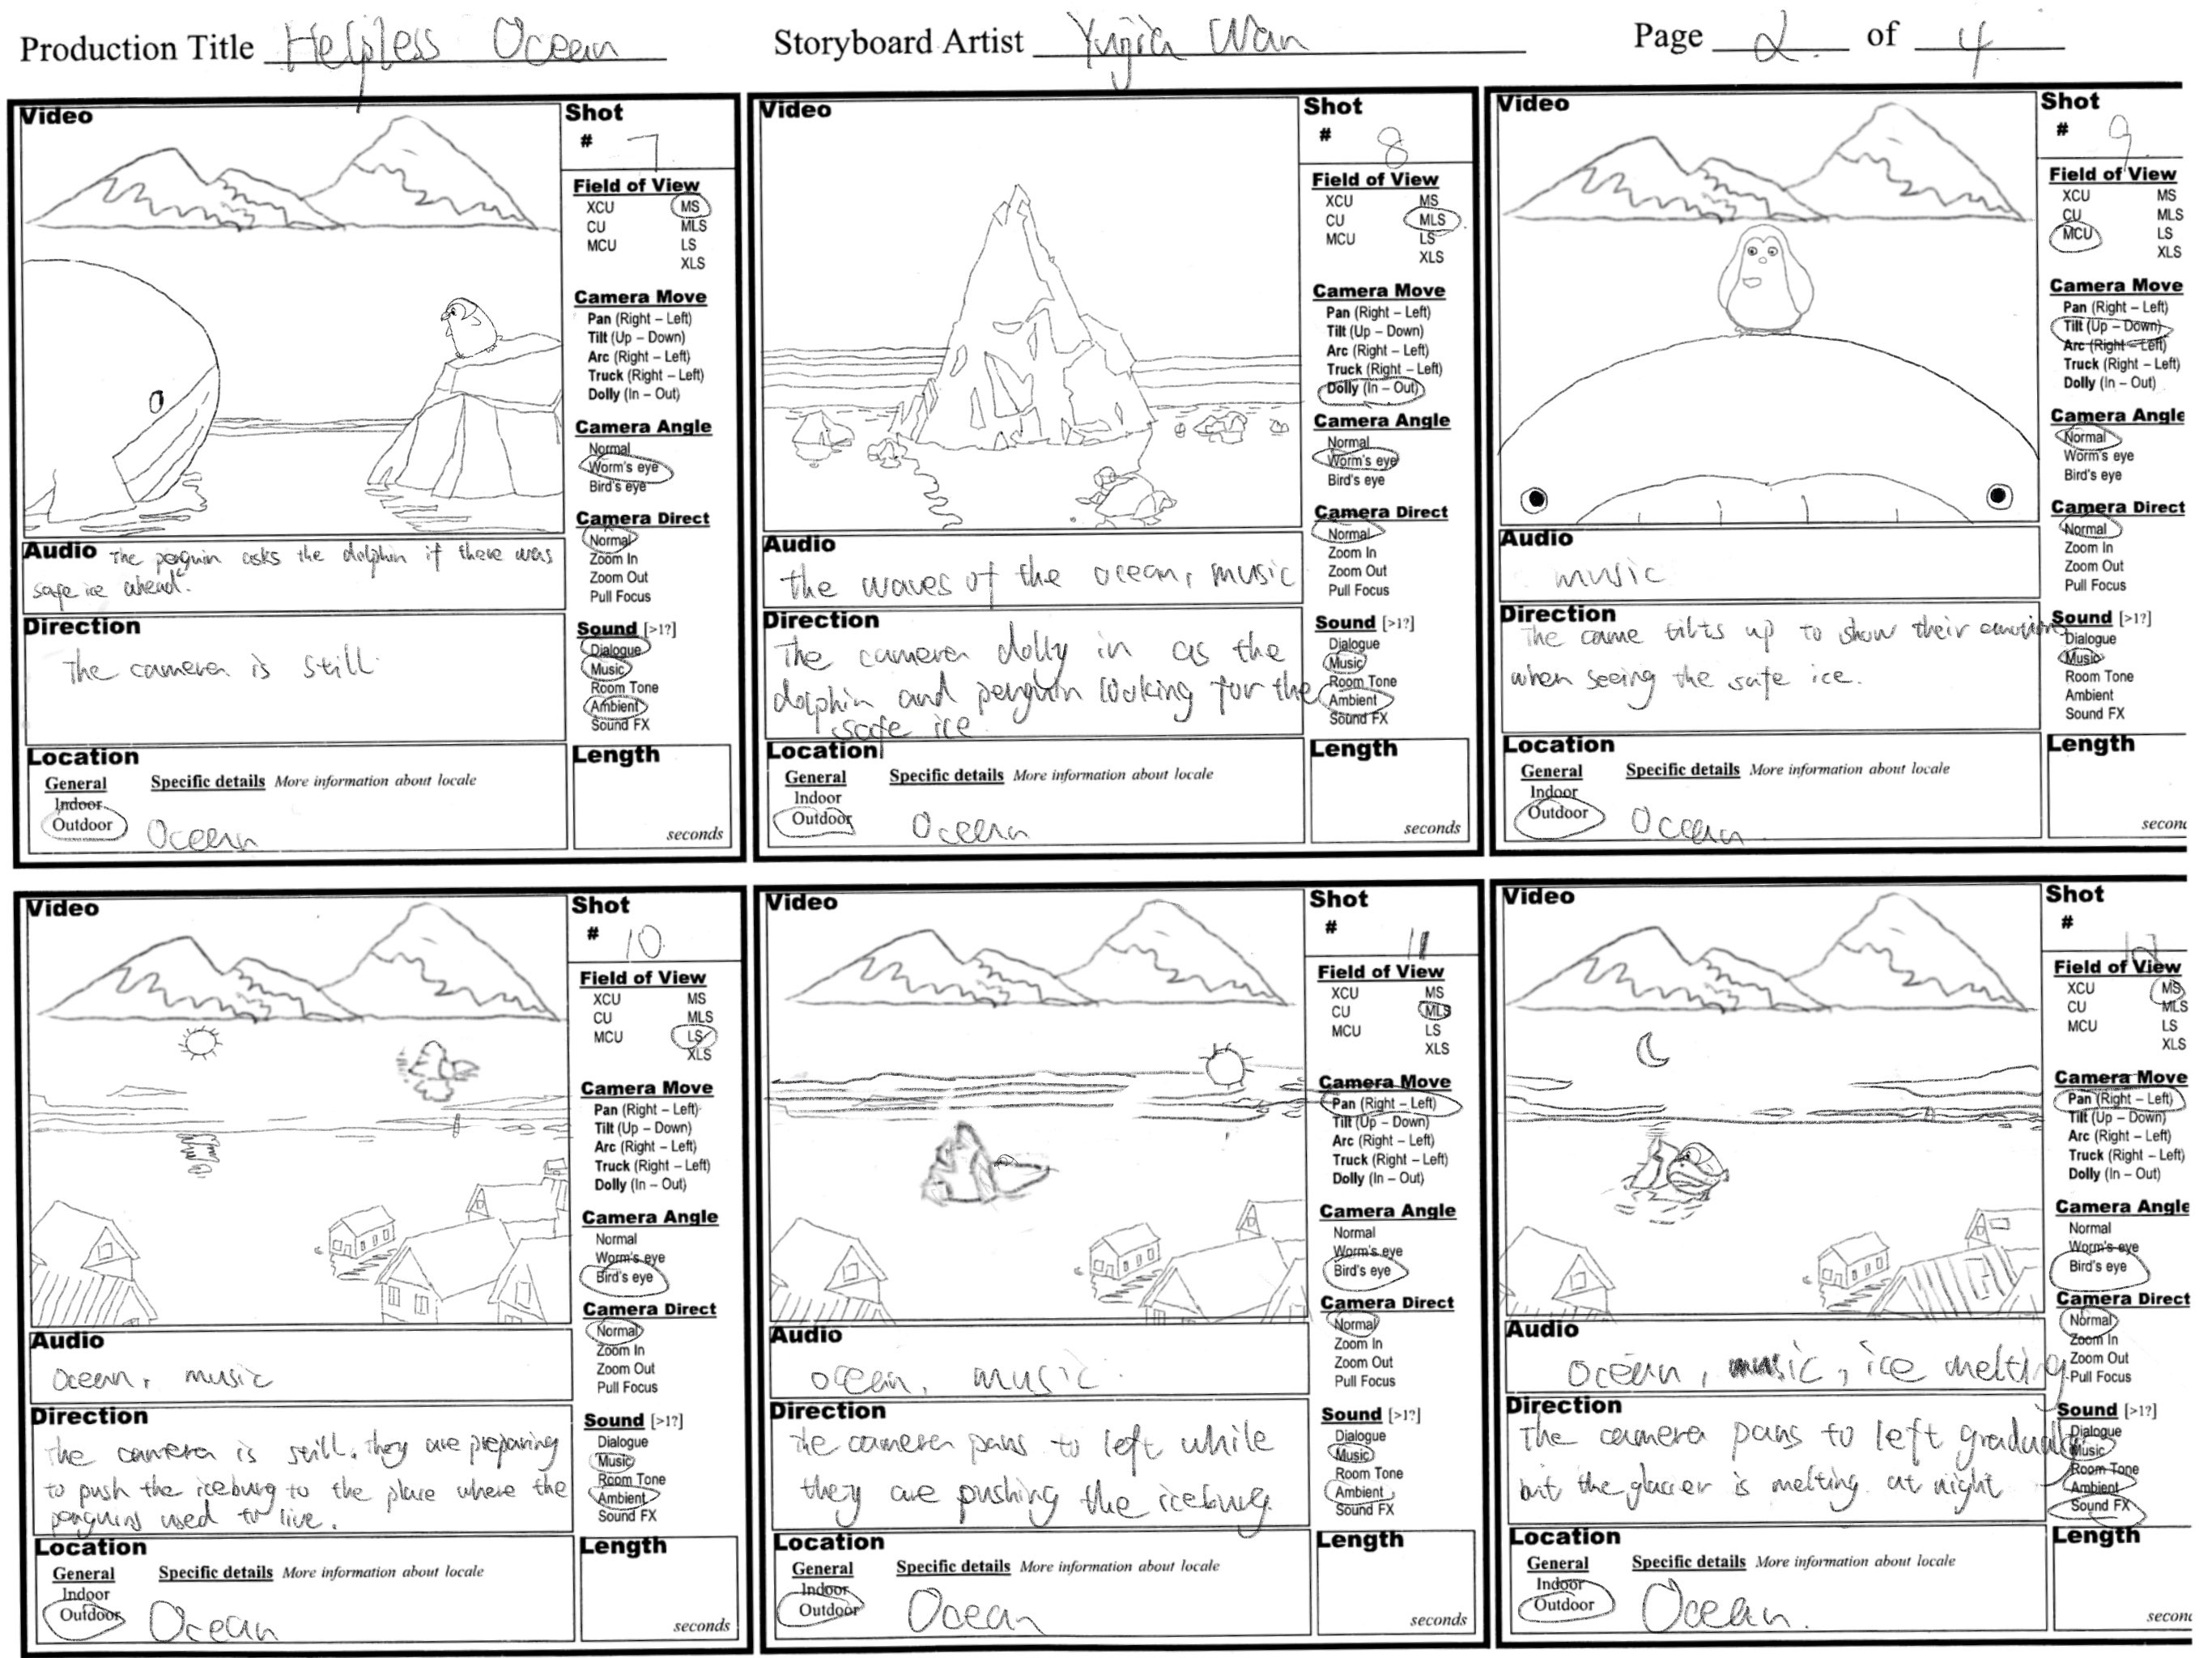 Production Title Helpless Ocean Storyboard Artist Yujia Wan Page 2 of 4
Video
Shot
# 7
Field of View
XCU MS
CU MLS
MCU LS
XLS
Camera Move
Pan (Right – Left)
Tilt (Up – Down)
Arc (Right – Left)
Truck (Right – Left)
Dolly (In – Out)
Camera Angle
Normal
Worm's eye
Bird's eye
Camera Direct
Normal
Zoom In
Zoom Out
Pull Focus
Sound [>1?]
Dialogue
Music
Room Tone
Ambient
Sound FX
Audio The penguin asks the dolphin if there was
safe ice ahead.
Direction
The camera is still.
Location
General Specific details More information about locale
Indoor
Outdoor Ocean
Length
seconds
Video
Shot
# 8
Field of View
XCU MS
CU MLS
MCU LS
XLS
Camera Move
Pan (Right – Left)
Tilt (Up – Down)
Arc (Right – Left)
Truck (Right – Left)
Dolly (In – Out)
Camera Angle
Normal
Worm's eye
Bird's eye
Camera Direct
Normal
Zoom In
Zoom Out
Pull Focus
Sound [>1?]
Dialogue
Music
Room Tone
Ambient
Sound FX
Audio
the waves of the ocean, music
Direction
The camera dolly in as the
dolphin and penguin looking for the
safe ice
Location
General Specific details More information about locale
Indoor
Outdoor Ocean
Length
seconds
Video
Shot
# 9
Field of View
XCU MS
CU MLS
MCU LS
XLS
Camera Move
Pan (Right – Left)
Tilt (Up – Down)
Arc (Right – Left)
Truck (Right – Left)
Dolly (In – Out)
Camera Angle
Normal
Worm's eye
Bird's eye
Camera Direct
Normal
Zoom In
Zoom Out
Pull Focus
Sound [>1?]
Dialogue
Music
Room Tone
Ambient
Sound FX
Audio
music
Direction
The came tilts up to show their emotions
when seeing the safe ice.
Location
General Specific details More information about locale
Indoor
Outdoor Ocean
Length
secon
Video
Shot
# 10
Field of View
XCU MS
CU MLS
MCU LS
XLS
Camera Move
Pan (Right – Left)
Tilt (Up – Down)
Arc (Right – Left)
Truck (Right – Left)
Dolly (In – Out)
Camera Angle
Normal
Worm's eye
Bird's eye
Camera Direct
Normal
Zoom In
Zoom Out
Pull Focus
Sound [>1?]
Dialogue
Music
Room Tone
Ambient
Sound FX
Audio
Ocean, music
Direction
The camera is still. they are preparing
to push the iceburg to the place where the
penguins used to live.
Location
General Specific details More information about locale
Indoor
Outdoor Ocean
Length
seconds
Video
Shot
# 11
Field of View
XCU MS
CU MLS
MCU LS
XLS
Camera Move
Pan (Right – Left)
Tilt (Up – Down)
Arc (Right – Left)
Truck (Right – Left)
Dolly (In – Out)
Camera Angle
Normal
Worm's eye
Bird's eye
Camera Direct
Normal
Zoom In
Zoom Out
Pull Focus
Sound [>1?]
Dialogue
Music
Room Tone
Ambient
Sound FX
Audio
ocean, music.
Direction
The camera pans to left while
they are pushing the iceburg.
Location
General Specific details More information about locale
Indoor
Outdoor Ocean
Length
seconds
Video
Shot
# 12
Field of View
XCU MS
CU MLS
MCU LS
XLS
Camera Move
Pan (Right – Left)
Tilt (Up – Down)
Arc (Right – Left)
Truck (Right – Left)
Dolly (In – Out)
Camera Angle
Normal
Worm's eye
Bird's eye
Camera Direct
Normal
Zoom In
Zoom Out
Pull Focus
Sound [>1?]
Dialogue
Music
Room Tone
Ambient
Sound FX
Audio
ocean, music, ice melting
Direction
The camera pans to left gradually
but the glacier is melting at night
Location
General Specific details More information about locale
Indoor
Outdoor Ocean.
Length
secon